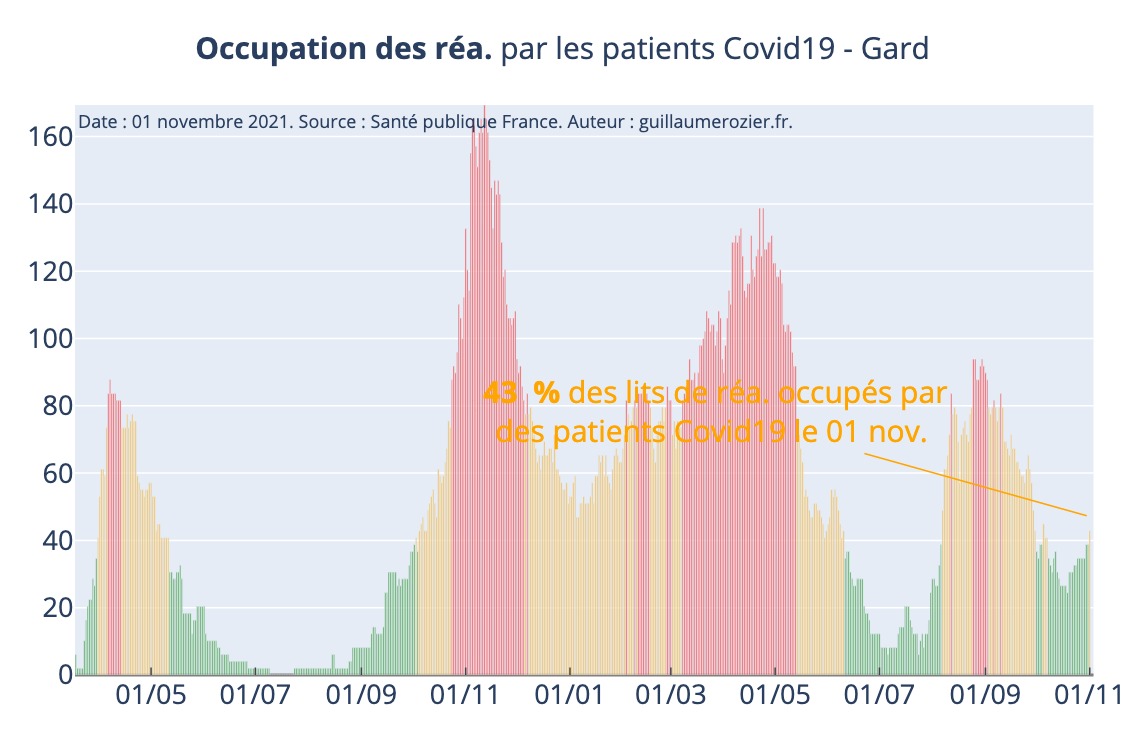 Occupation des réa. par les patients Covid19 - Gard
Date : 01 novembre 2021. Source : Santé publique France. Auteur : guillaumerozier.fr.
160
140
120
100
80
60
40
20
0
43 % des lits de réa. occupés par
des patients Covid19 le 01 nov.
01/05 01/07 01/09 01/11 01/01 01/03 01/05 01/07 01/09 01/11